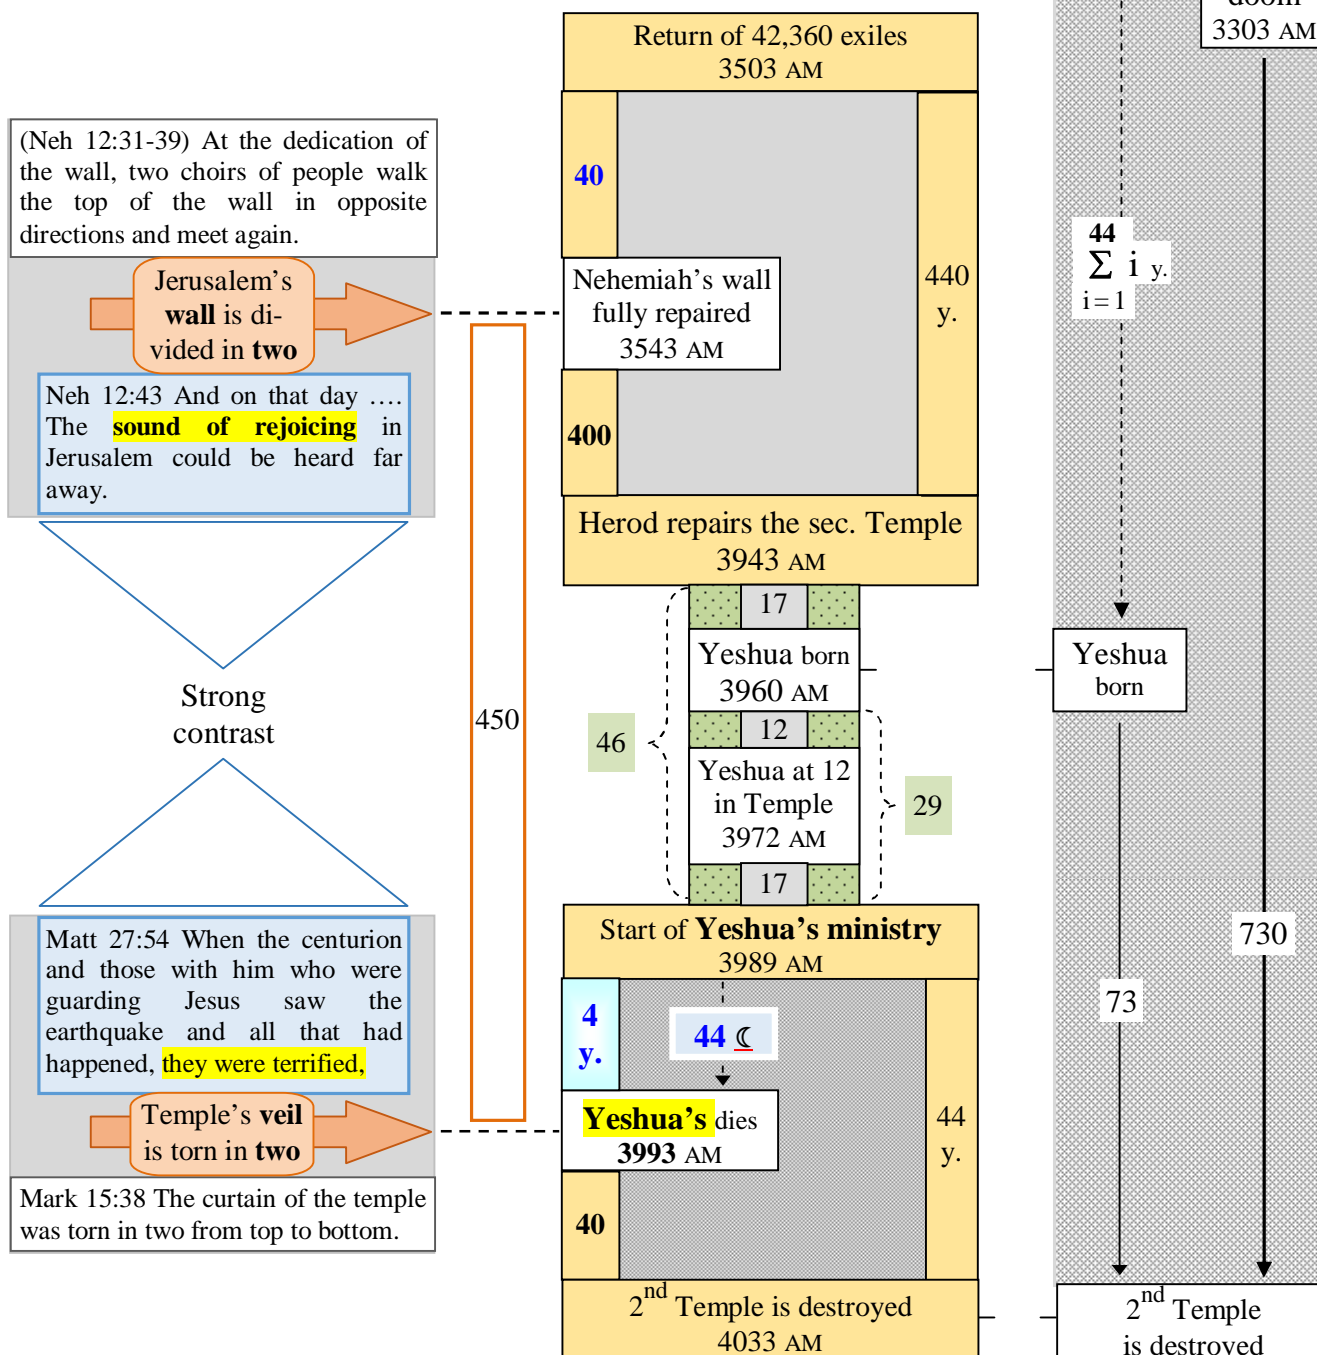 doom
3303 AM
Return of 42,360 exiles
3503 AM
(Neh 12:31-39) At the dedication of
the wall, two choirs of people walk
the top of the wall in opposite
directions and meet again.
Jerusalem’s
wall is di-
vided in two
Neh 12:43 And on that day ….
The sound of rejoicing in
Jerusalem could be heard far
away.
40
Nehemiah’s wall
fully repaired
3543 AM
400
440
y.
Herod repairs the sec. Temple
3943 AM
44
Σ i y.
i = 1
Strong
contrast
450
17
Yeshua born
3960 AM
12
Yeshua at 12
in Temple
3972 AM
17
46
29
Yeshua
born
Start of Yeshua’s ministry
3989 AM
4
y.
44 ☾
Yeshua’s dies
3993 AM
40
44
y.
2nd Temple is destroyed
4033 AM
Matt 27:54 When the centurion
and those with him who were
guarding Jesus saw the
earthquake and all that had
happened, they were terrified,
Temple’s veil
is torn in two
Mark 15:38 The curtain of the temple
was torn in two from top to bottom.
73
730
2nd Temple
is destroyed